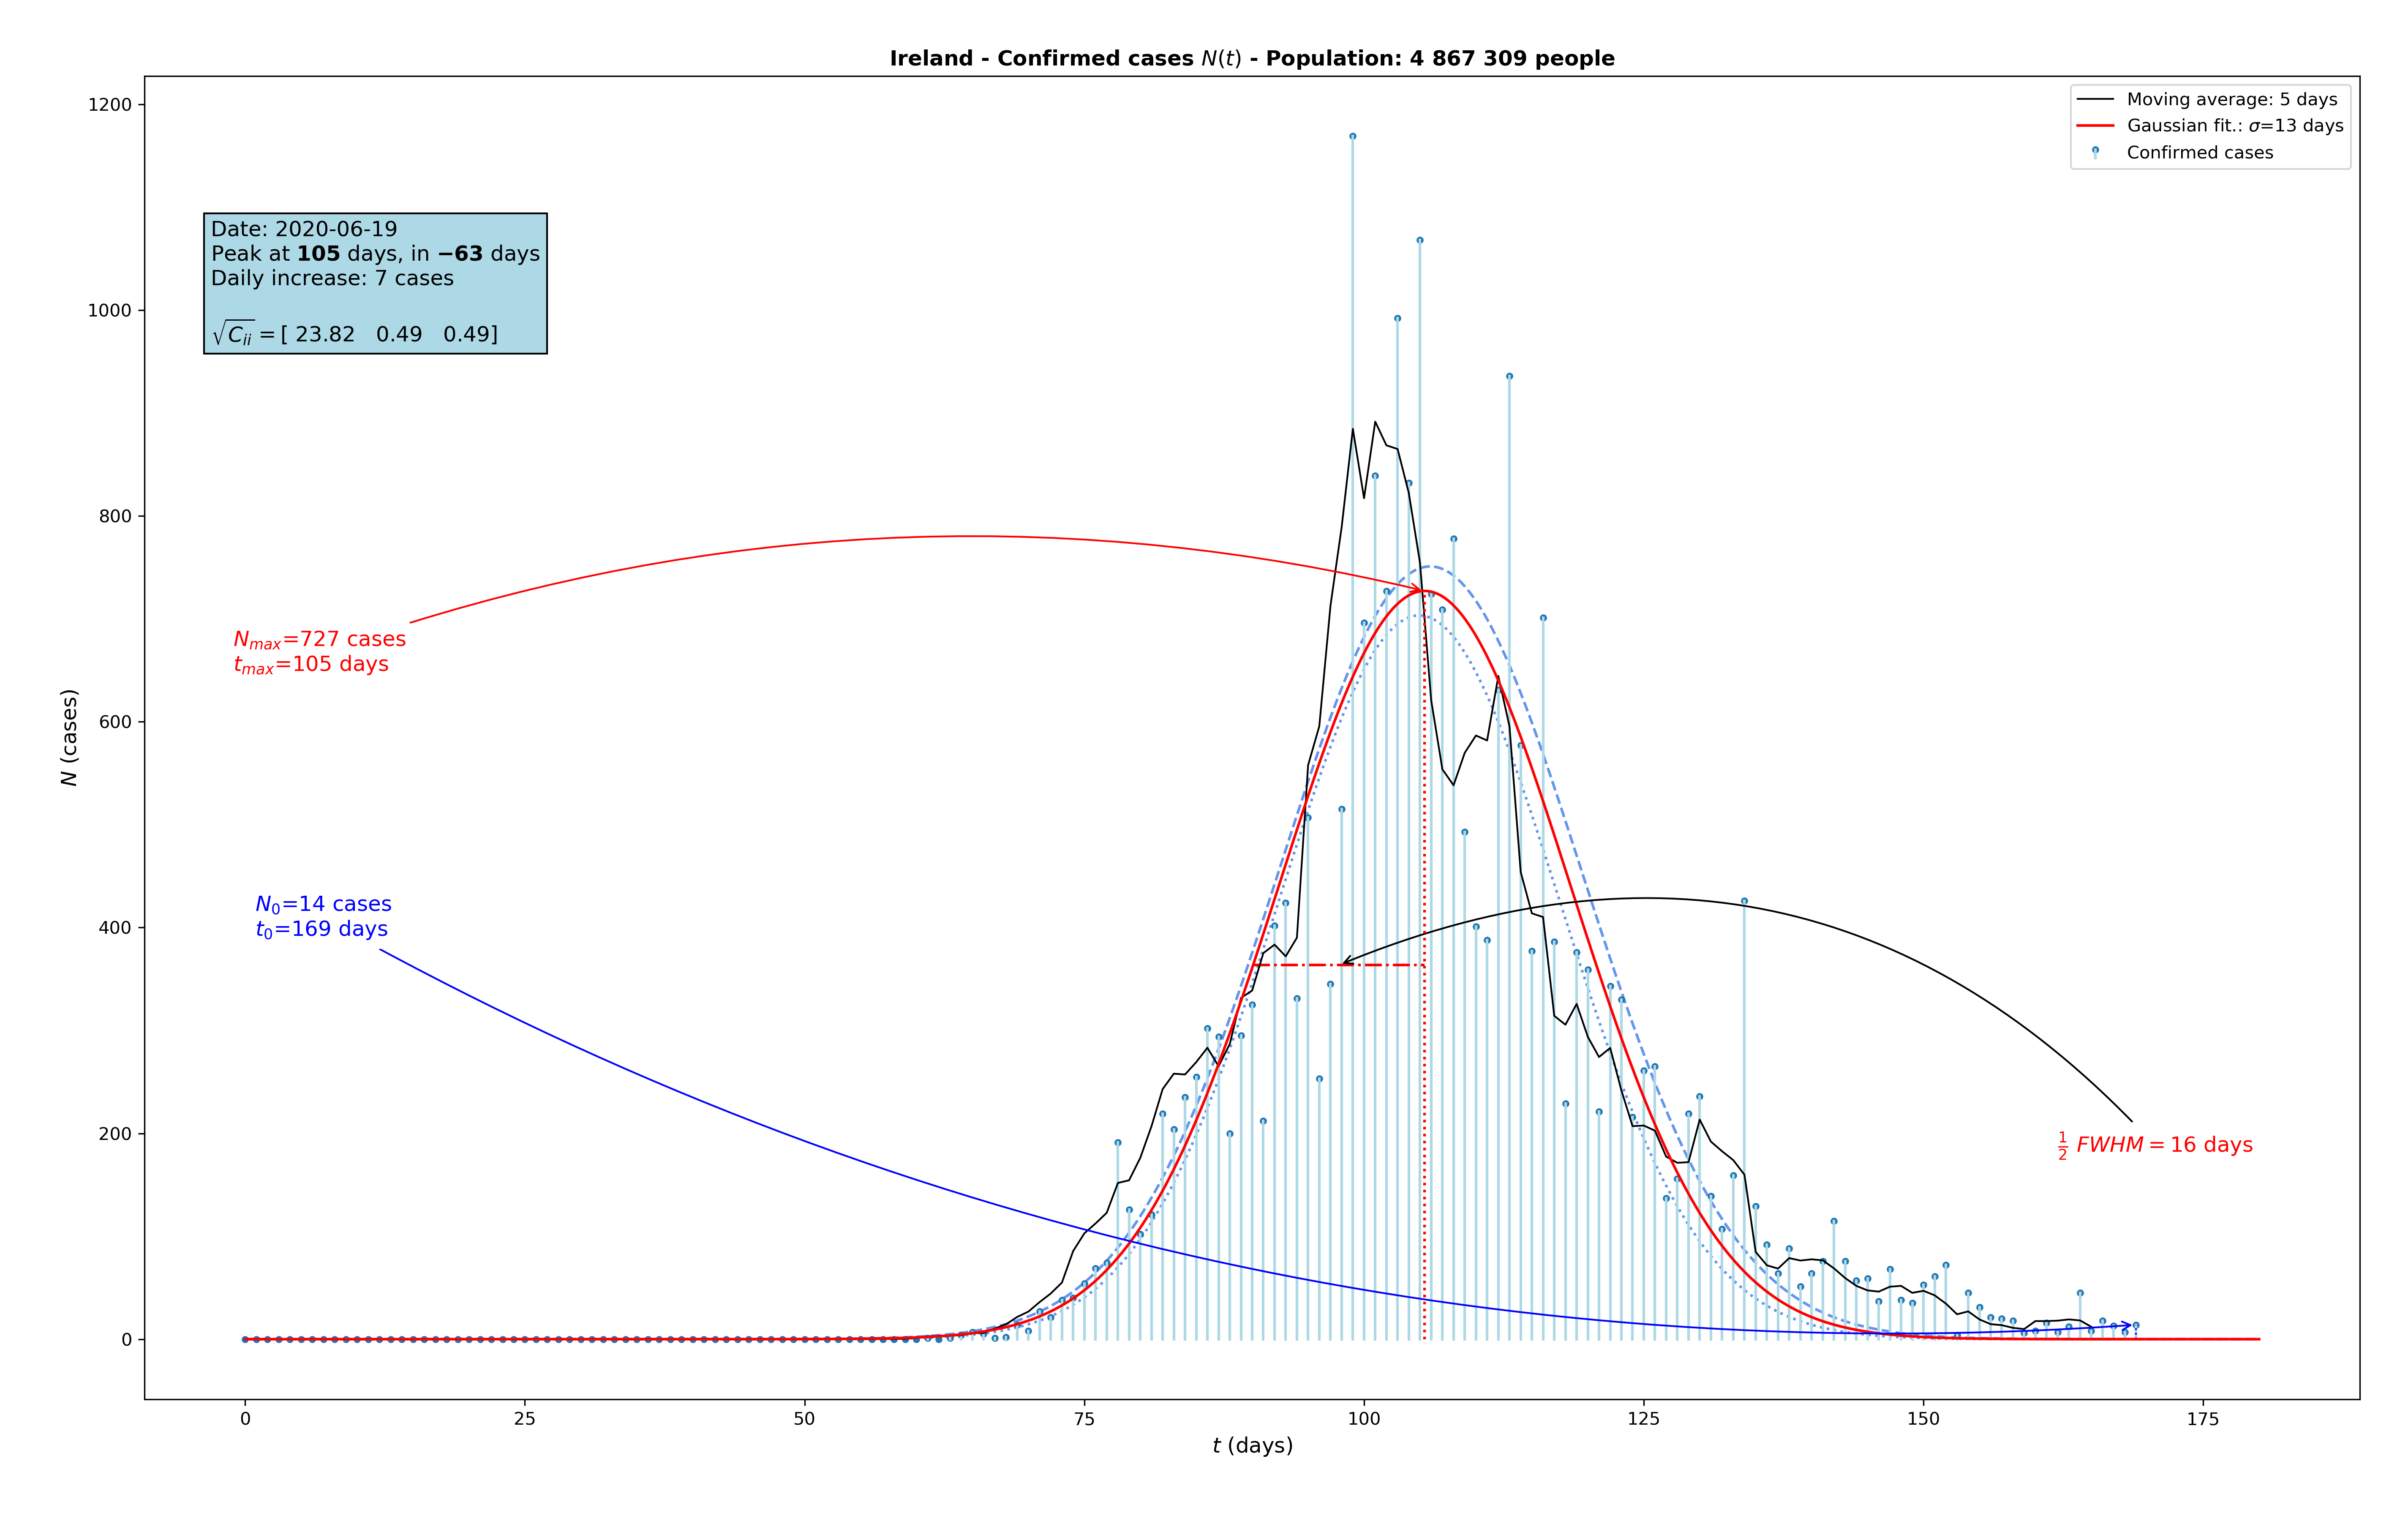 Ireland - Confirmed cases N(t) - Population: 4 867 309 people
Moving average: 5 days
Gaussian fit.: σ=13 days
Confirmed cases
Date: 2020-06-19
Peak at 105 days, in −63 days
Daily increase: 7 cases
√C_ii = [ 23.82 0.49 0.49]
N_max=727 cases
t_max=105 days
N_0=14 cases
t_0=169 days
1/2 FWHM = 16 days
N (cases)
1200
1000
800
600
400
200
0
0 25 50 75 100 125 150 175
t (days)